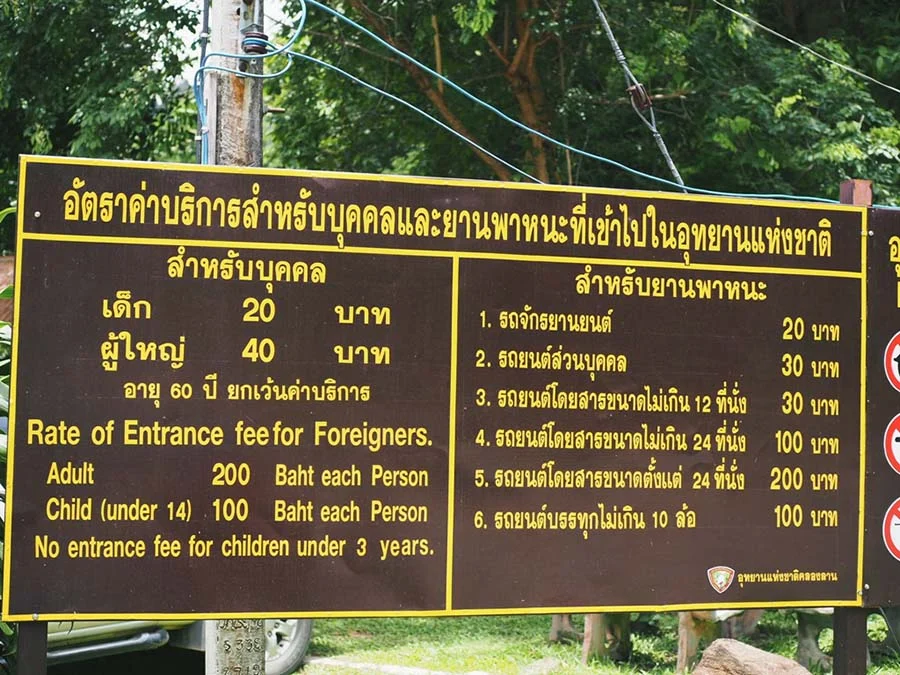 อัตราค่าบริการสำหรับบุคคลและยานพาหนะที่เข้าไปในอุทยานแห่งชาติ
สำหรับบุคคล
เด็ก 20 บาท
ผู้ใหญ่ 40 บาท
อายุ 60 ปี ยกเว้นค่าบริการ
Rate of Entrance fee for Foreigners.
Adult 200 Baht each Person
Child (under 14) 100 Baht each Person
No entrance fee for children under 3 years.
สำหรับยานพาหนะ
1. รถจักรยานยนต์ 20 บาท
2. รถยนต์ส่วนบุคคล 30 บาท
3. รถยนต์โดยสารขนาดไม่เกิน 12 ที่นั่ง 30 บาท
4. รถยนต์โดยสารขนาดไม่เกิน 24 ที่นั่ง 100 บาท
5. รถยนต์โดยสารขนาดตั้งแต่ 24 ที่นั่ง 200 บาท
6. รถยนต์บรรทุกไม่เกิน 10 ล้อ 100 บาท
อุทยานแห่งชาติคลองลาน